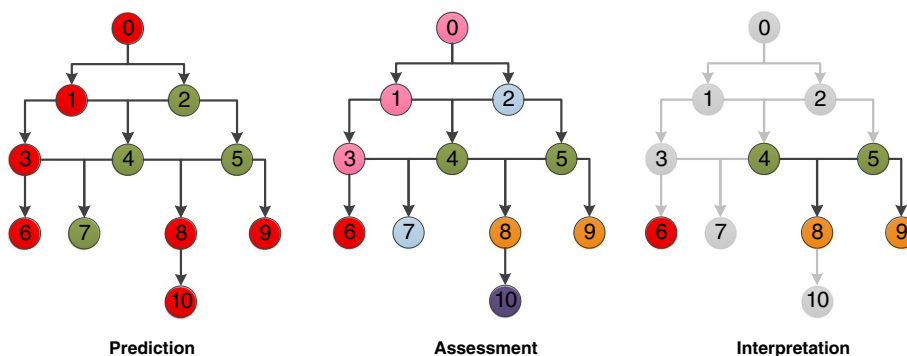 0 0 0
1 2 1 2 1 2
3 4 5 3 4 5 3 4 5
6 7 8 9 6 7 8 9 6 7 8 9
10 10 10
Prediction Assessment Interpretation